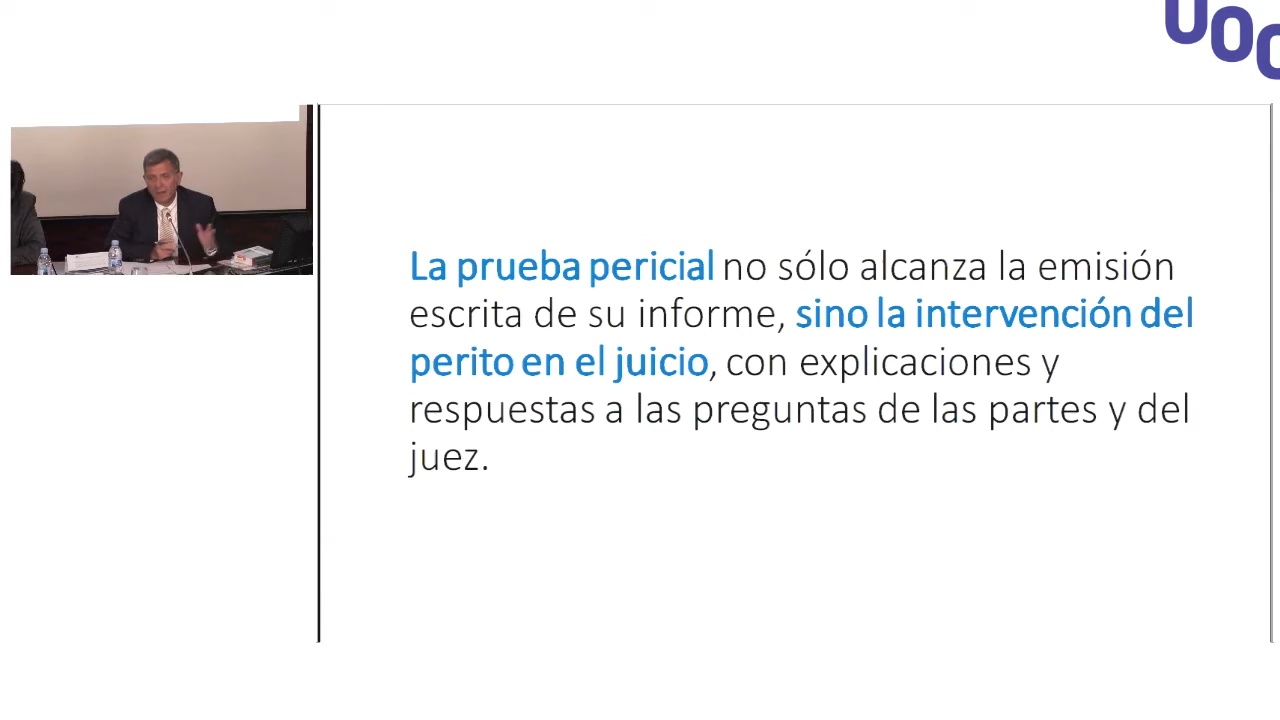 UOC
La prueba pericial no sólo alcanza la emisión
escrita de su informe, sino la intervención del
perito en el juicio, con explicaciones y
respuestas a las preguntas de las partes y del
juez.